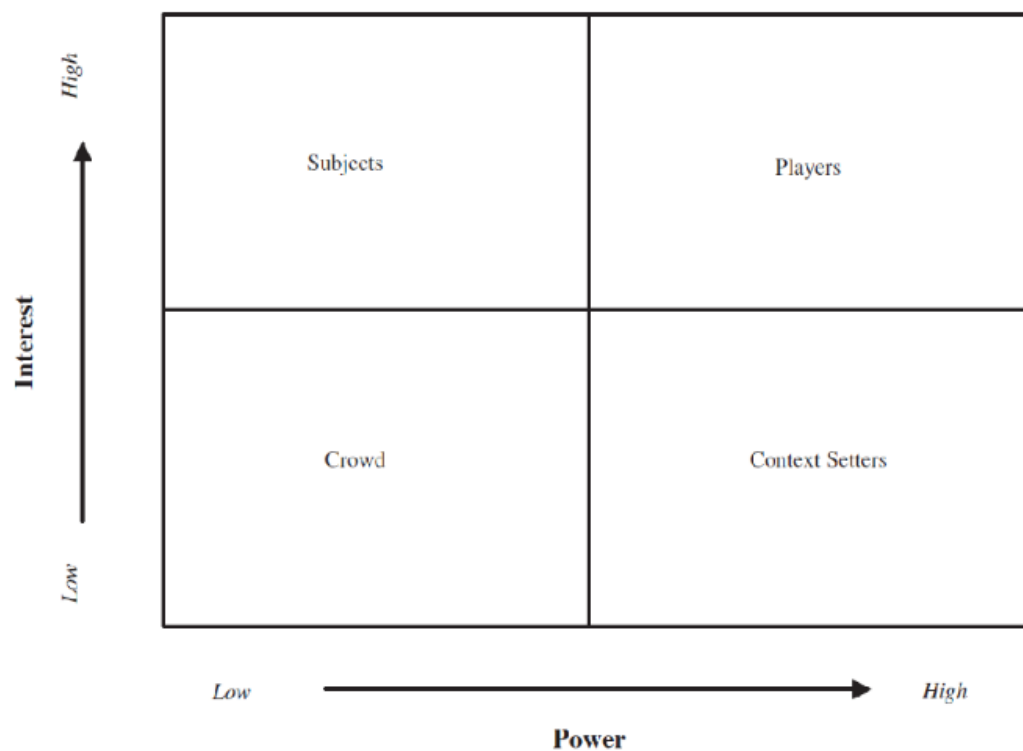 High
Subjects
Players
Interest
Crowd
Context Setters
Low
Low
High
Power